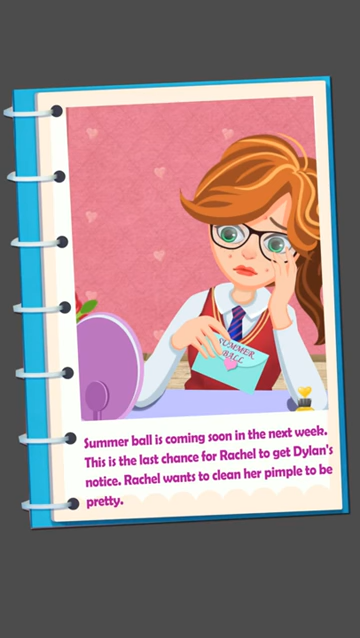 SUMMER
BALL
Summer ball is coming soon in the next week.
This is the last chance for Rachel to get Dylan's
notice. Rachel wants to clean her pimple to be
pretty.